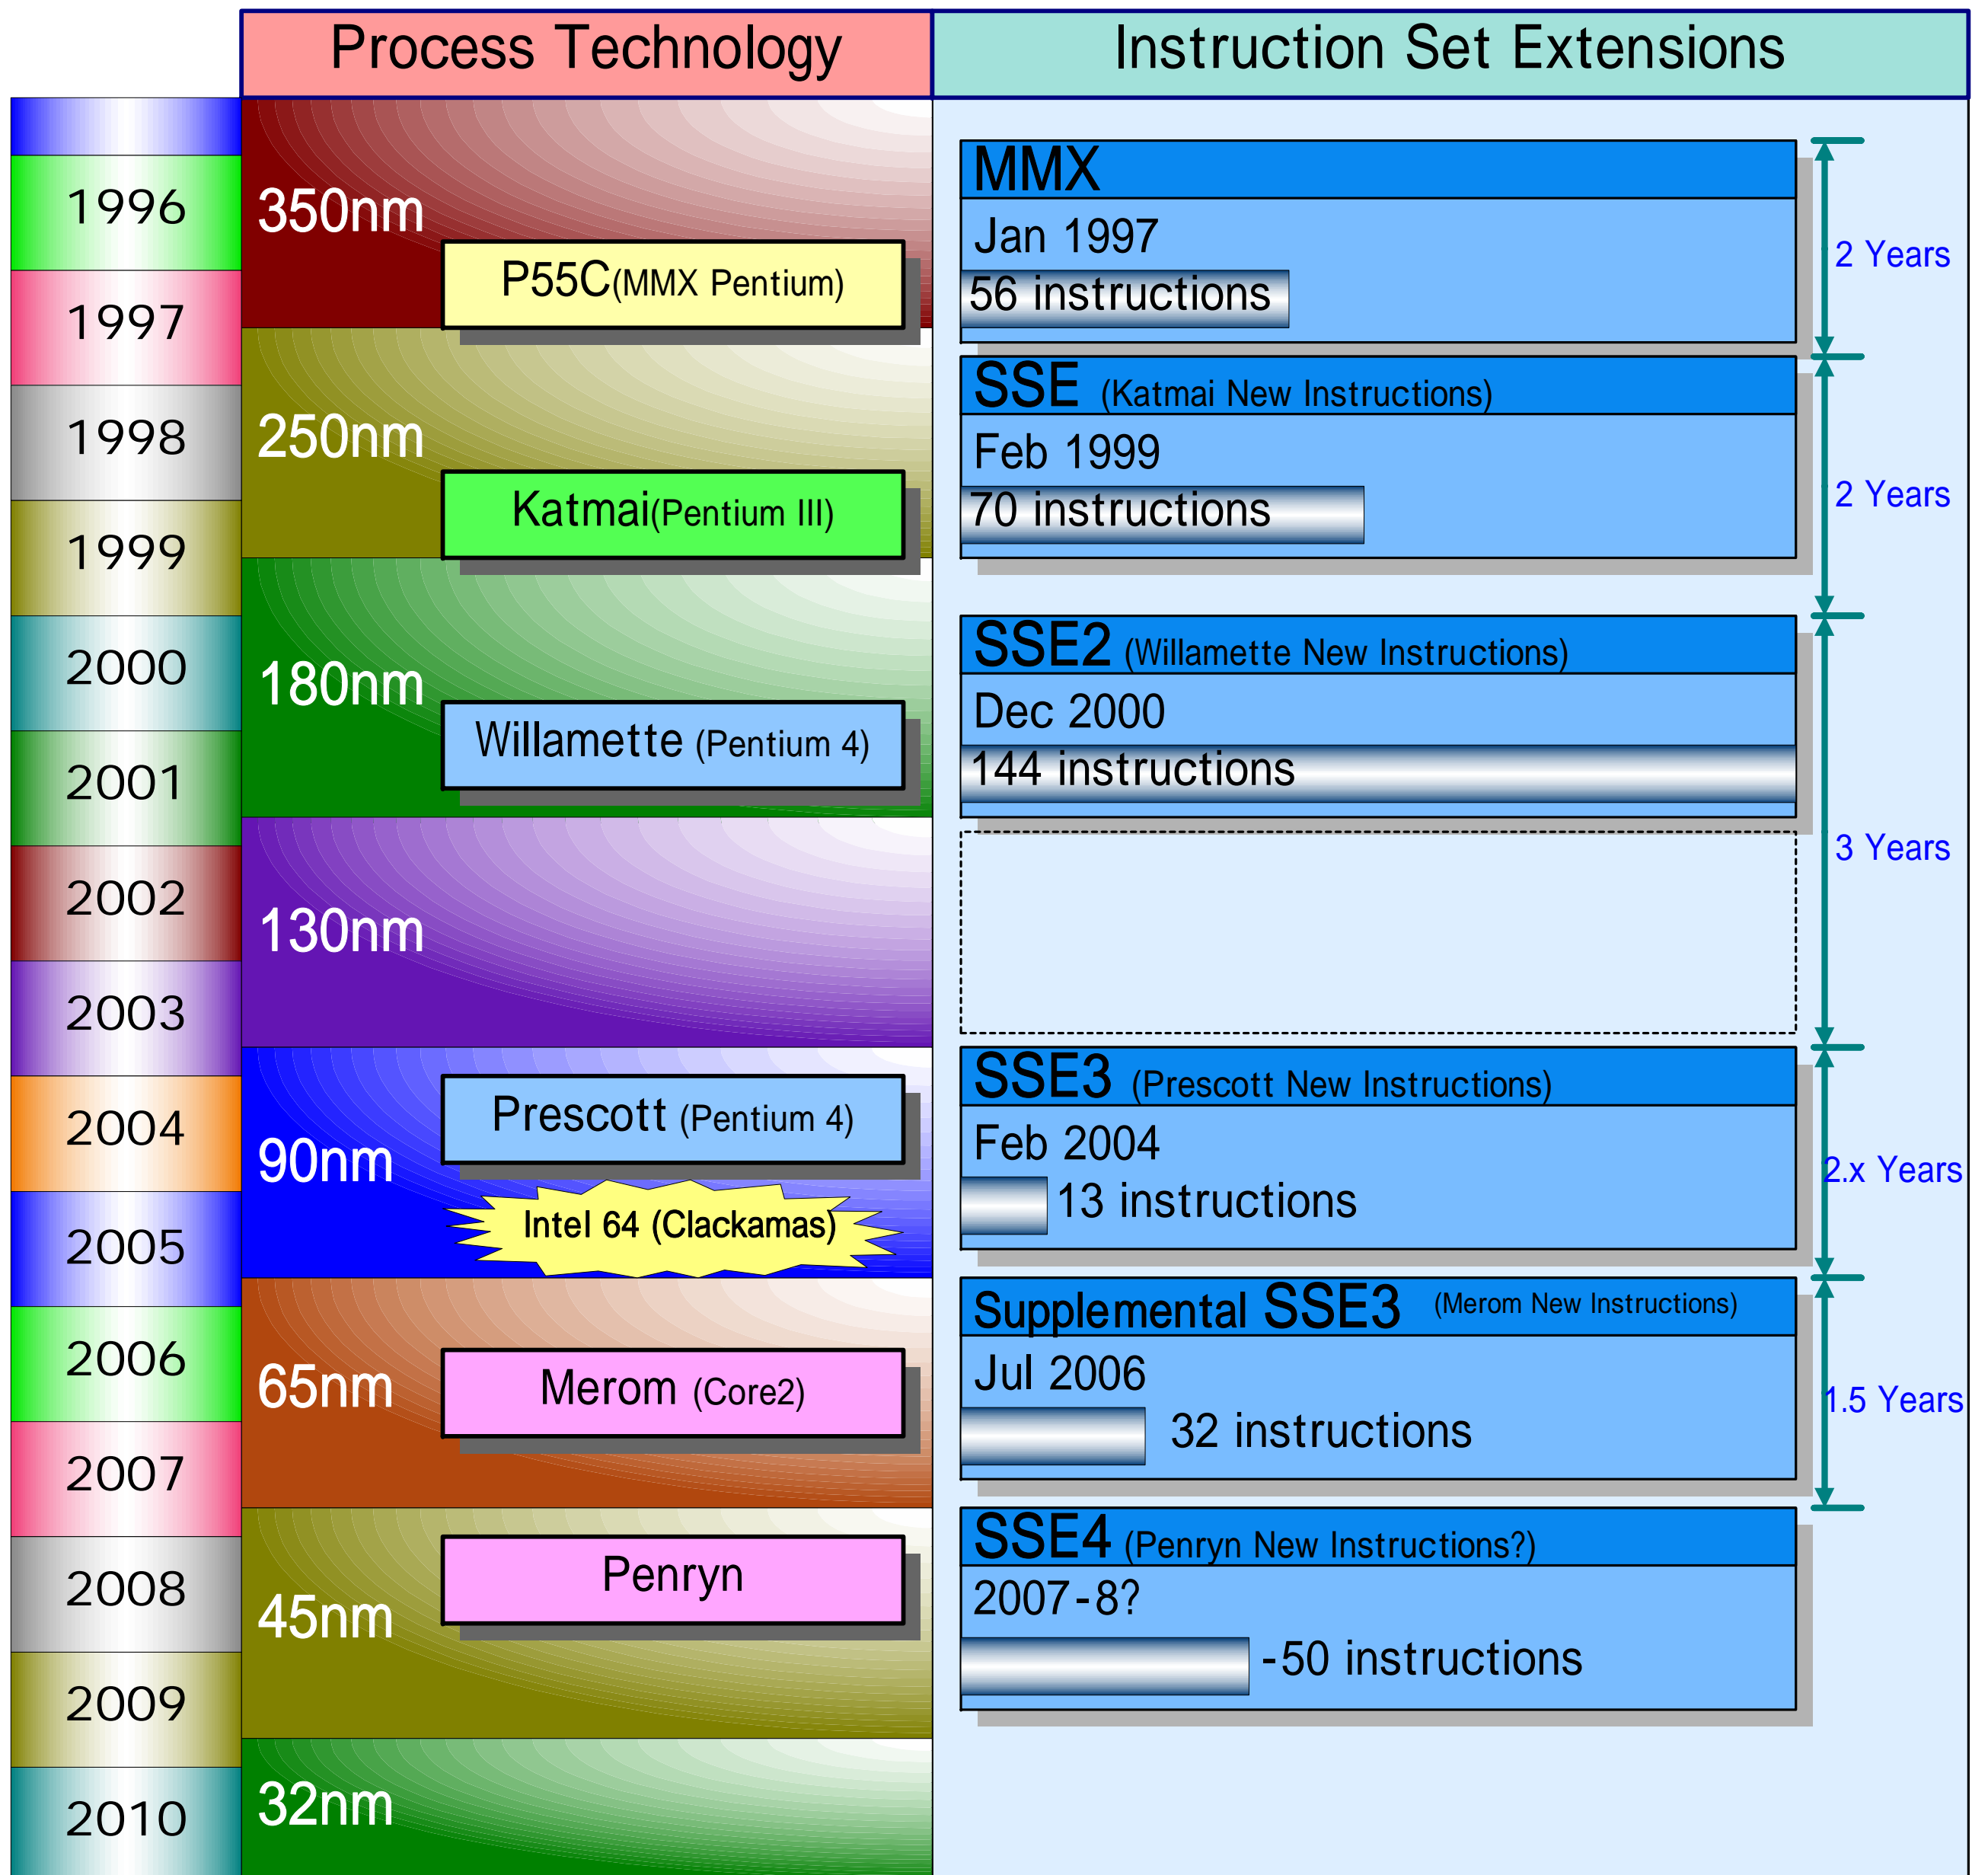 Process Technology
Instruction Set Extensions
1996
1997
1998
1999
2000
2001
2002
2003
2004
2005
2006
2007
2008
2009
2010
350nm
P55C(MMX Pentium)
250nm
Katmai(Pentium III)
180nm
Willamette (Pentium 4)
130nm
90nm
Prescott (Pentium 4)
Intel 64 (Clackamas)
65nm
Merom (Core2)
45nm
Penryn
32nm
MMX
Jan 1997
56 instructions
SSE (Katmai New Instructions)
Feb 1999
70 instructions
SSE2 (Willamette New Instructions)
Dec 2000
144 instructions
SSE3 (Prescott New Instructions)
Feb 2004
13 instructions
Supplemental SSE3 (Merom New Instructions)
Jul 2006
32 instructions
SSE4 (Penryn New Instructions?)
2007-8?
-50 instructions
2 Years
2 Years
3 Years
2.x Years
1.5 Years